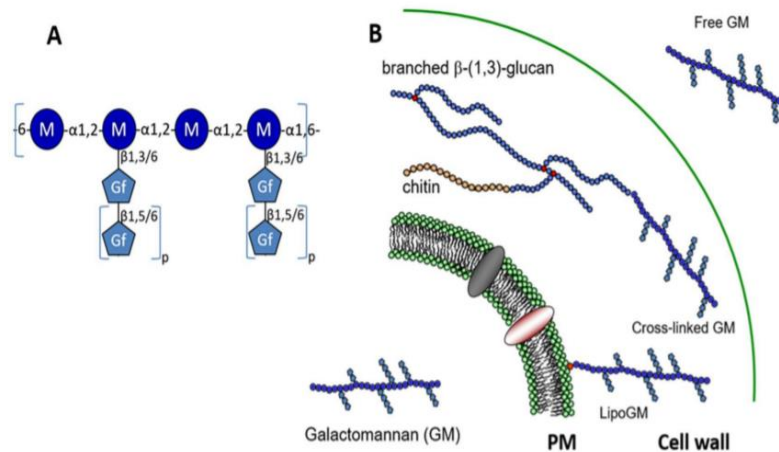 A
-6- M -α1,2- M -α1,2- M -α1,2- M -α1,6-
β1,3/6 β1,3/6
Gf Gf
β1,5/6 β1,5/6
Gf Gf
p p
B
Free GM
branched β-(1,3)-glucan
chitin
Cross-linked GM
LipoGM
Galactomannan (GM)
PM
Cell wall